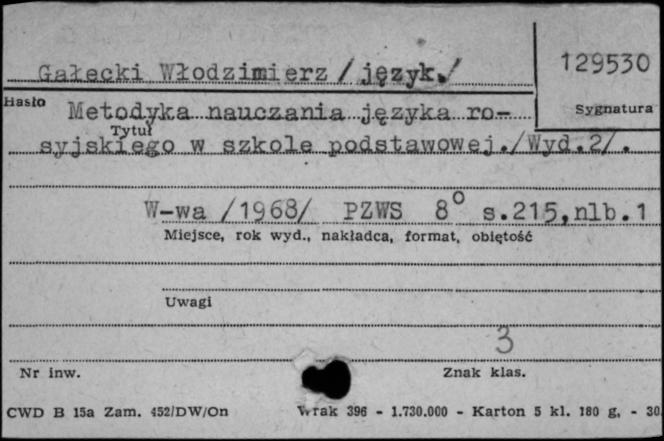 Gałecki Włodzimierz /język./
129530
Hasło
Sygnatura
Metodyka nauczania języka ro-
Tytuł
syjskiego w szkole podstawowej./Wyd.2/.
W-wa /1968/ PZWS 8° s.215,nlb.1
Miejsce, rok wyd., nakładca, format, objętość
Uwagi
3
Nr inw.
Znak klas.
CWD B 15a Zam. 452/DW/On Wrak 396 - 1.730.000 - Karton 5 kl. 180 g, - 30